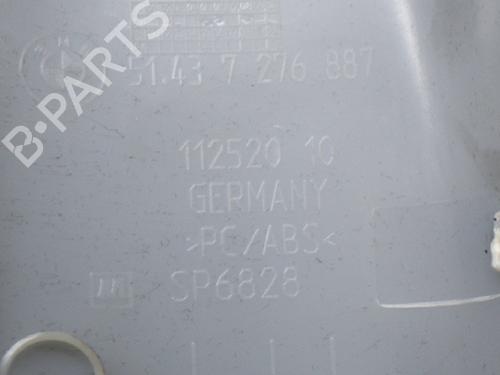 B-PARTS
51.43 7 276 887
112520 10
GERMANY
>PC/ABS<
SP6828